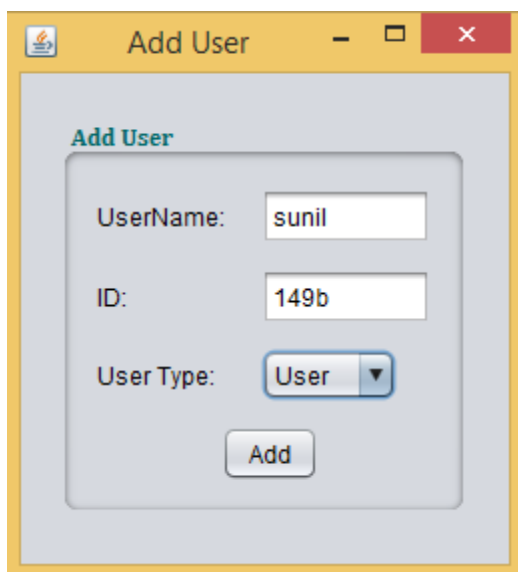 Add User
Add User
UserName: sunil
ID: 149b
User Type: User
Add